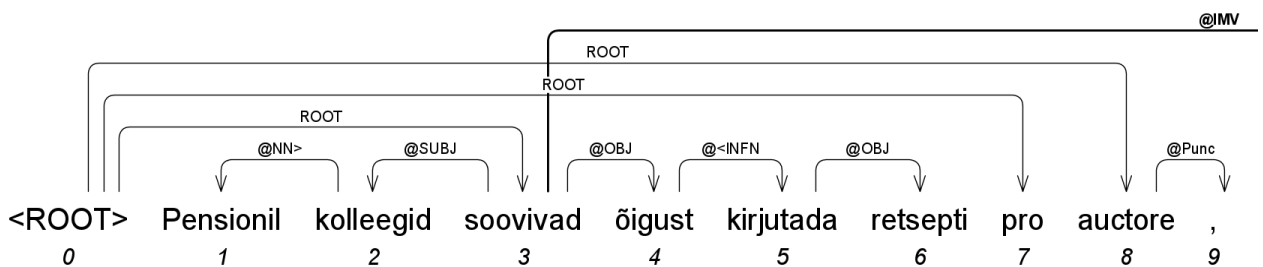 @IMV
ROOT
ROOT
ROOT
@NN> @SUBJ @OBJ @<INFN @OBJ @Punc
<ROOT> Pensionil kolleegid soovivad õigust kirjutada retsepti pro auctore ,
0 1 2 3 4 5 6 7 8 9